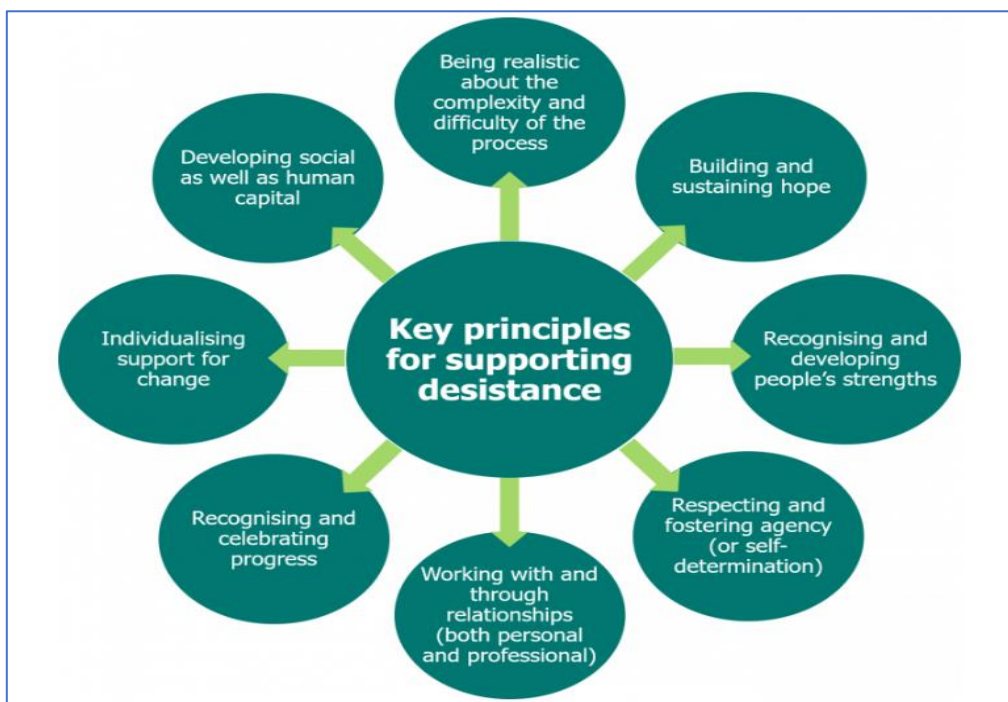 Key principles
for supporting
desistance
Being realistic
about the
complexity and
difficulty of the
process
Building and
sustaining hope
Recognising and
developing
people's strengths
Respecting and
fostering agency
(or self-
determination)
Working with and
through
relationships
(both personal
and professional)
Recognising and
celebrating
progress
Individualising
support for
change
Developing social
as well as human
capital